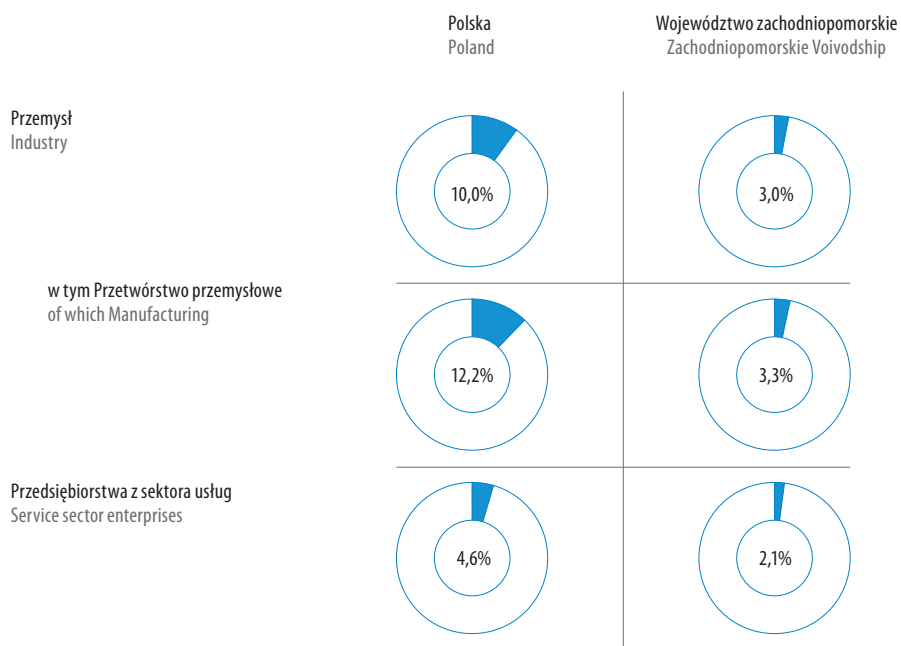 Polska
Poland
Województwo zachodniopomorskie
Zachodniopomorskie Voivodship
Przemysł
Industry
10,0%
3,0%
w tym Przetwórstwo przemysłowe
of which Manufacturing
12,2%
3,3%
Przedsiębiorstwa z sektora usług
Service sector enterprises
4,6%
2,1%